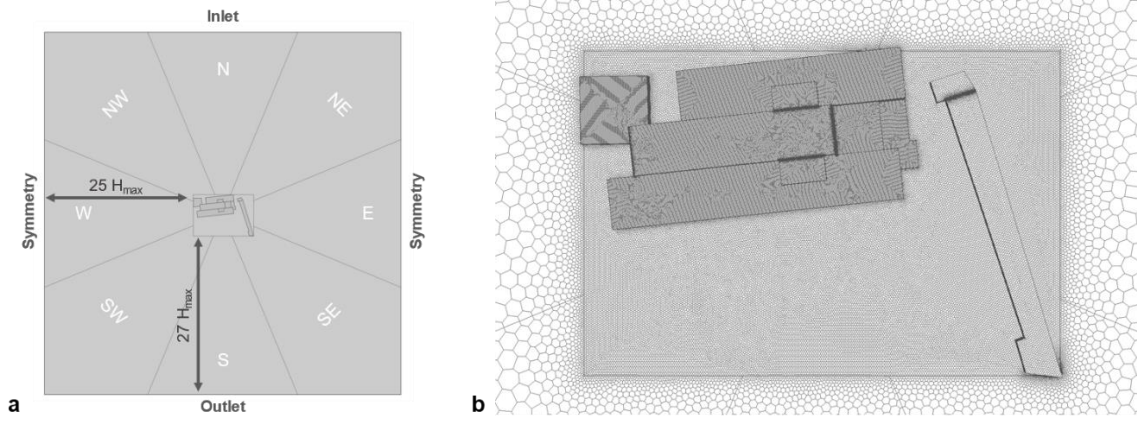 Inlet
N
NW
NE
25 H_max
Symmetry
W
E
Symmetry
27 H_max
SW
SE
S
a
Outlet
b